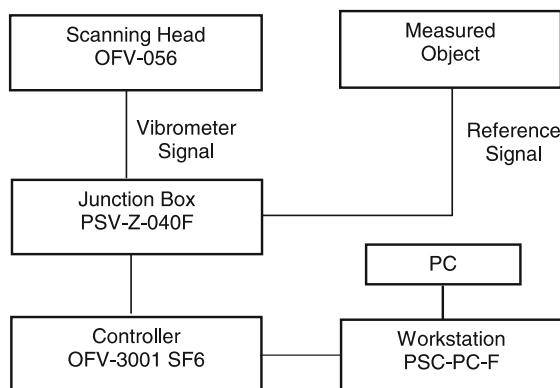 Scanning Head
OFV-056
Measured
Object
Vibrometer
Signal
Reference
Signal
Junction Box
PSV-Z-040F
PC
Controller
OFV-3001 SF6
Workstation
PSC-PC-F